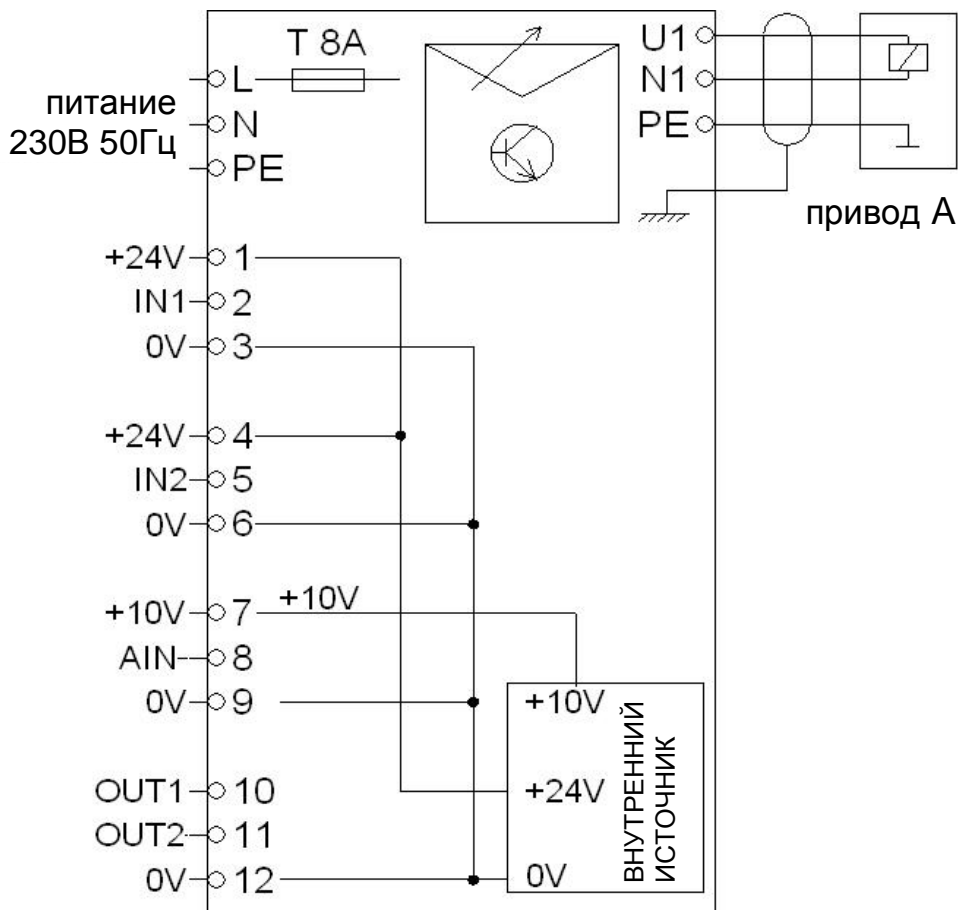 T 8A
L
питание
230В 50Гц
N
PE
U1
N1
PE
привод А
+24V 1
IN1 2
0V 3
+24V 4
IN2 5
0V 6
+10V 7 +10V
AIN 8
0V 9
OUT1 10
OUT2 11
0V 12
+10V
+24V
0V
ВНУТРЕННИЙ
ИСТОЧНИК